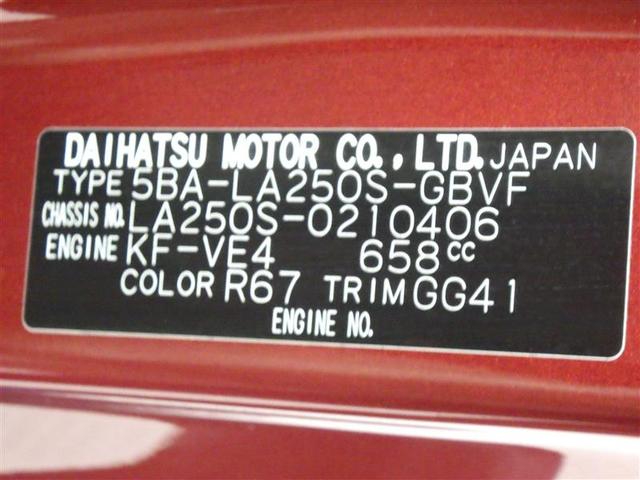 DAIHATSU MOTOR CO., LTD. JAPAN
TYPE 5BA-LA250S-GBVF
CHASSIS NO. LA250S-0210406
ENGINE KF-VE4 658cc
COLOR R67 TRIM GG41
ENGINE NO.